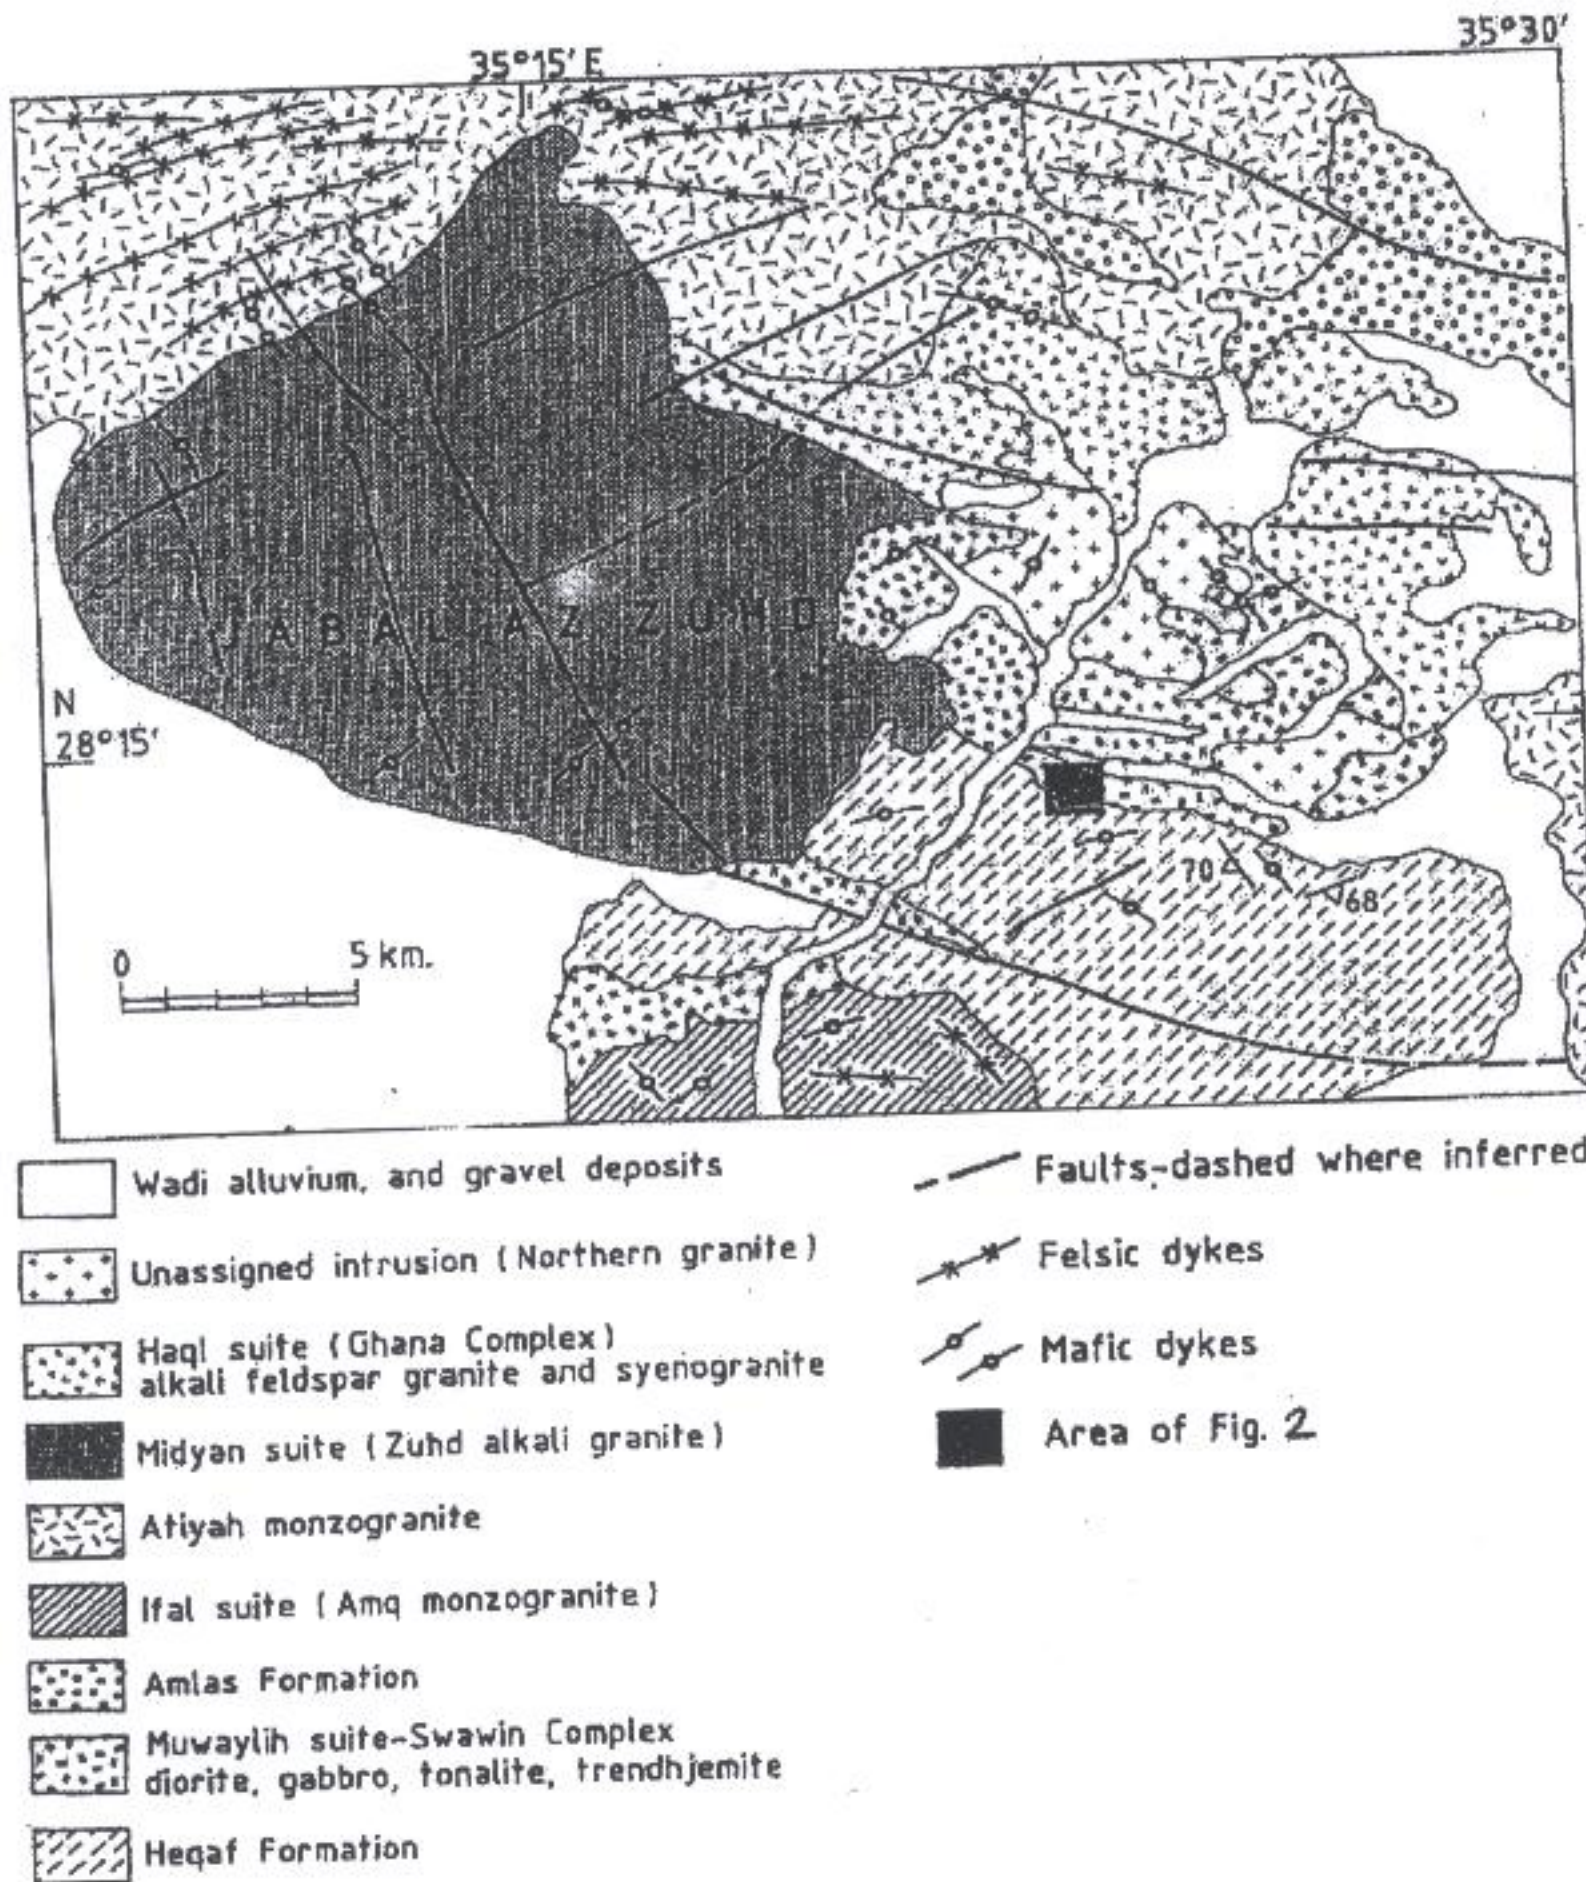 35°15' E
35°30'
JABAL AZ ZUHD
N
28°15'
70
68
0 5 km.
Wadi alluvium, and gravel deposits
Unassigned intrusion (Northern granite)
Haql suite (Ghana Complex)
alkali feldspar granite and syenogranite
Midyan suite (Zuhd alkali granite)
Atiyah monzogranite
Ifal suite (Amq monzogranite)
Amlas Formation
Muwaylih suite-Swawin Complex
diorite, gabbro, tonalite, trendhjemite
Heqaf Formation
Faults-dashed where inferred
Felsic dykes
Mafic dykes
Area of Fig. 2